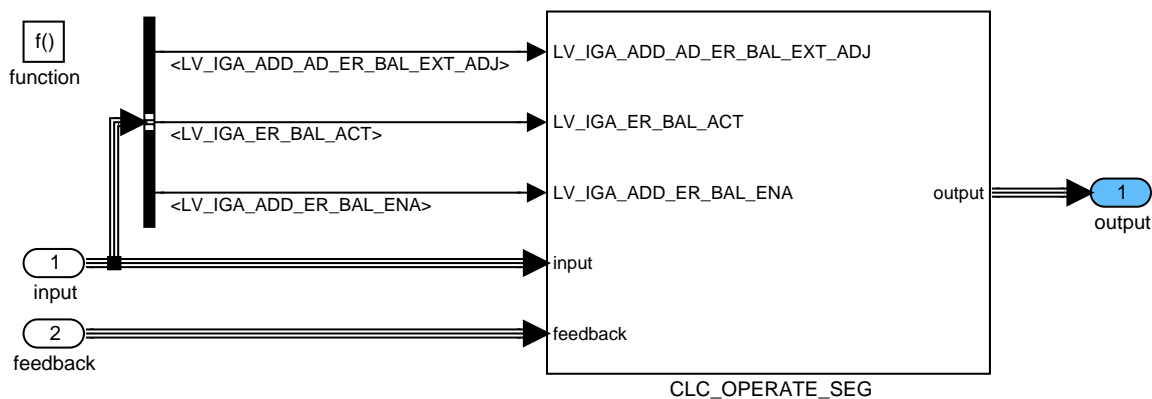 f()
function
<LV_IGA_ADD_AD_ER_BAL_EXT_ADJ>
LV_IGA_ADD_AD_ER_BAL_EXT_ADJ
<LV_IGA_ER_BAL_ACT>
LV_IGA_ER_BAL_ACT
<LV_IGA_ADD_ER_BAL_ENA>
LV_IGA_ADD_ER_BAL_ENA
output
1
output
1
input
input
2
feedback
feedback
CLC_OPERATE_SEG